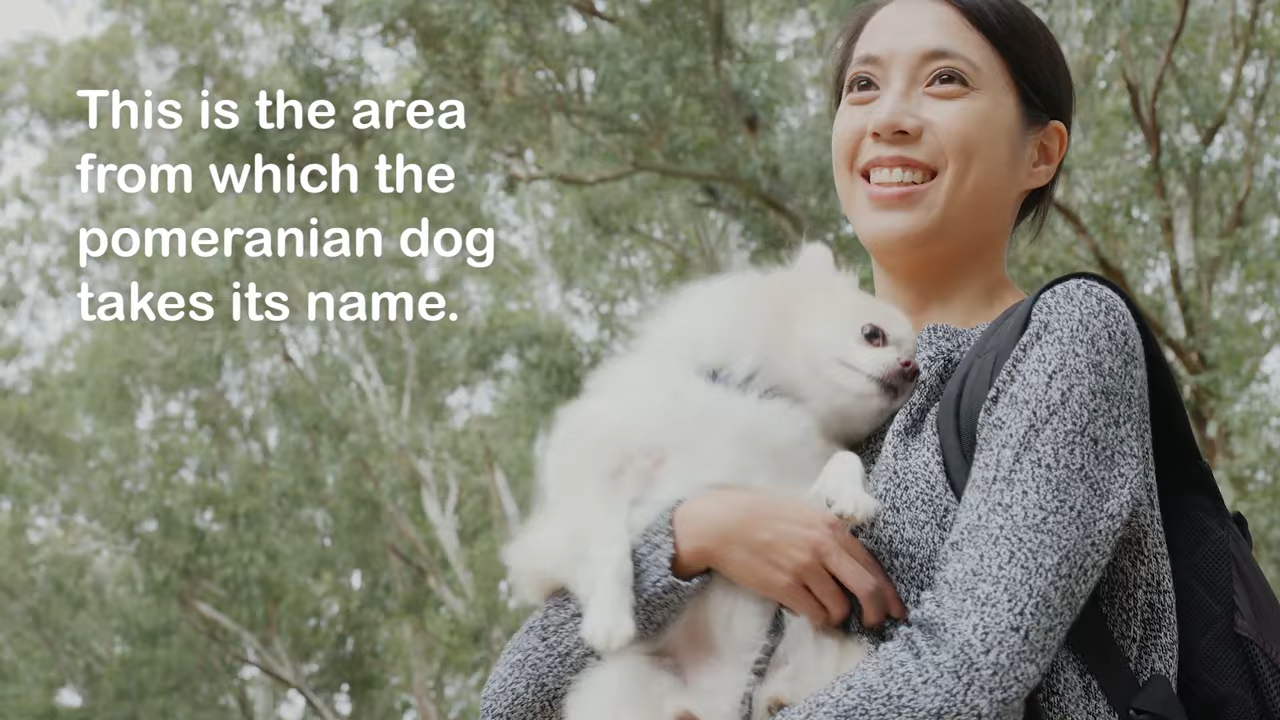 This is the area
from which the
pomeranian dog
takes its name.